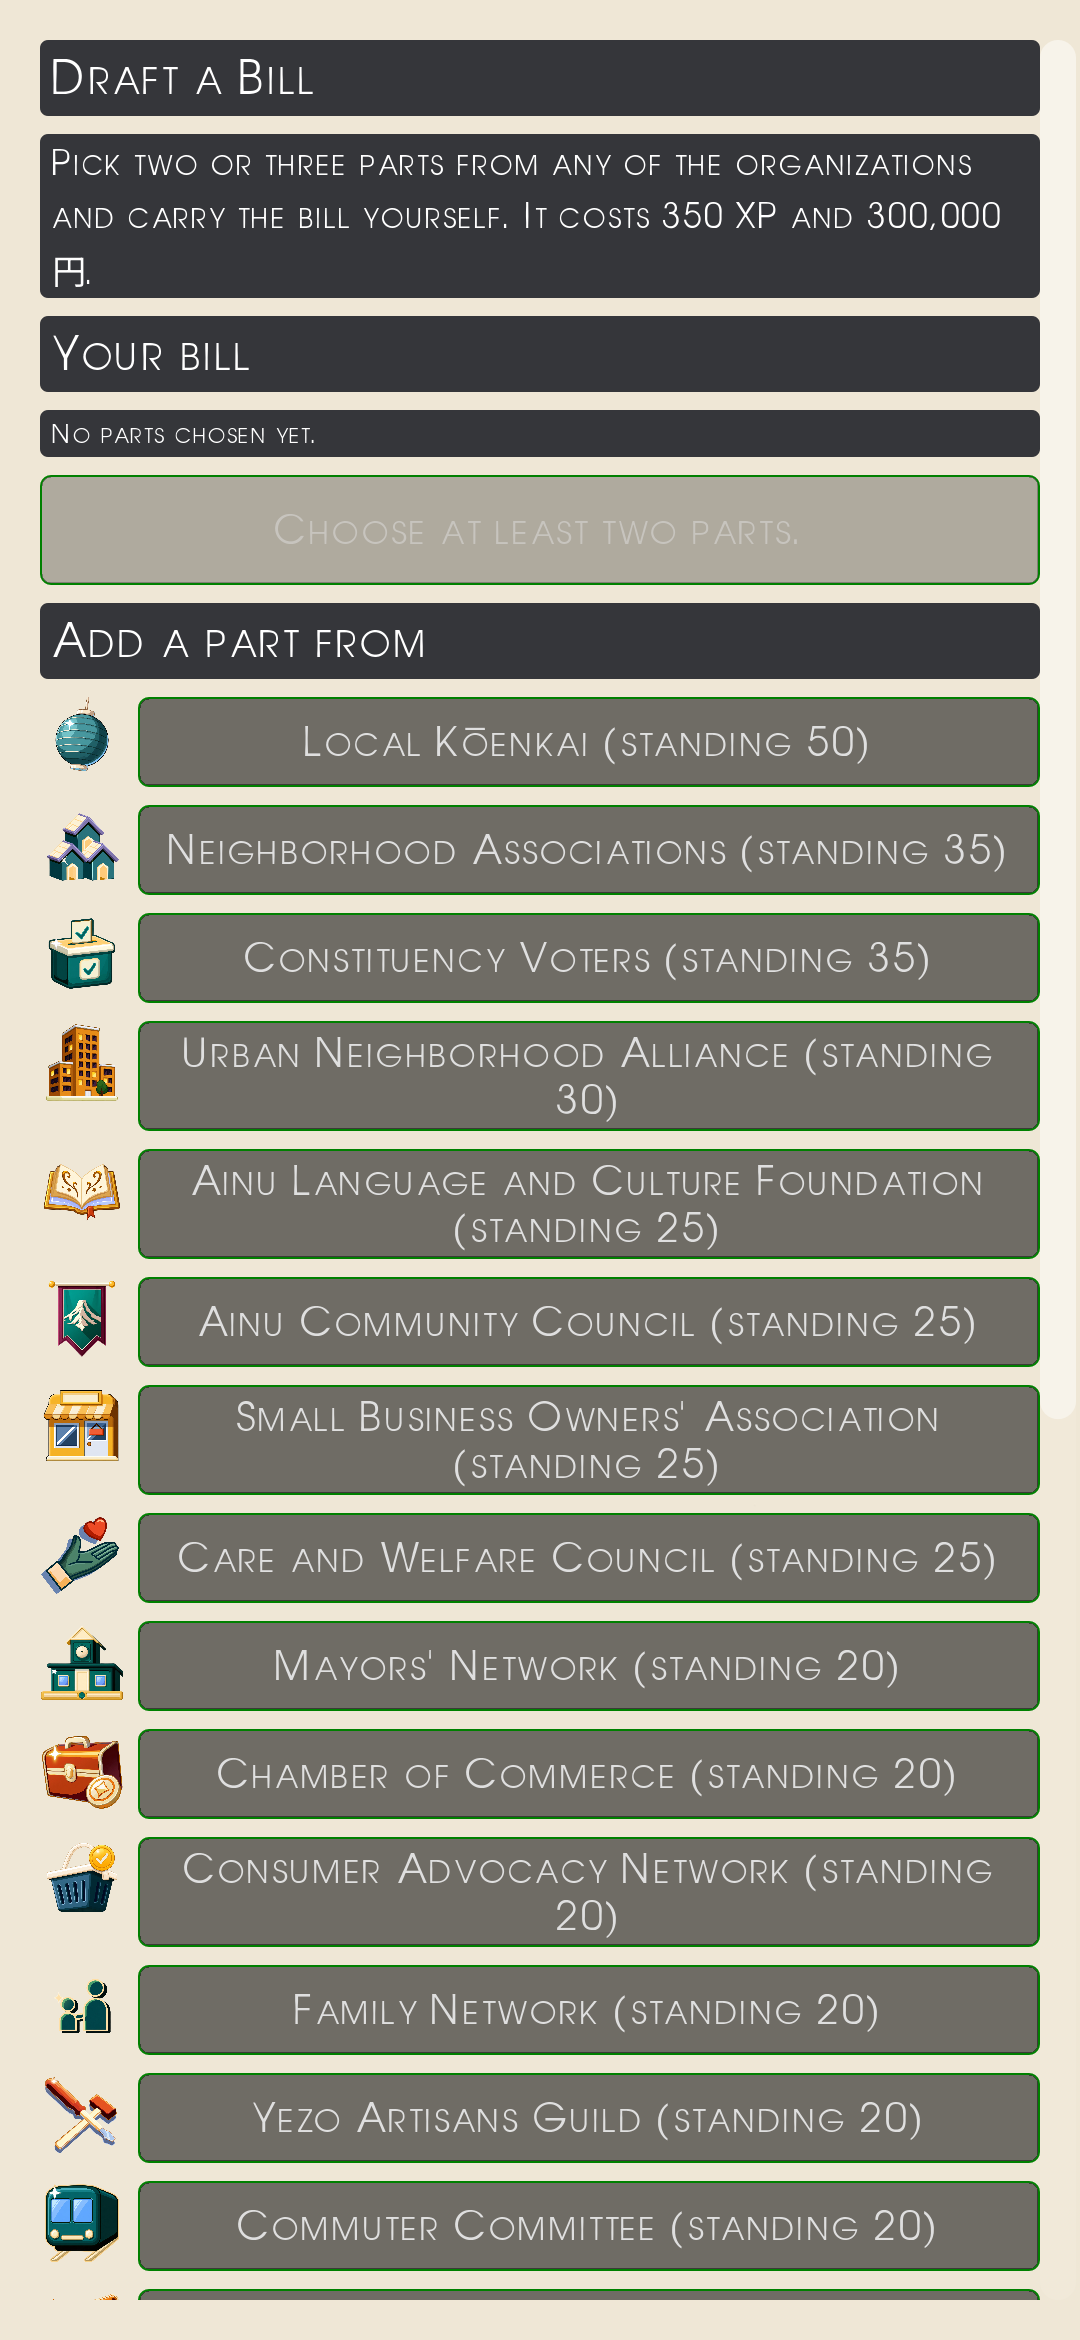 Draft a Bill
Pick two or three parts from any of the organizations
and carry the bill yourself. It costs 350 XP and 300,000
円.
Your bill
No parts chosen yet.
Choose at least two parts.
Add a part from
Local Kōenkai (standing 50)
Neighborhood Associations (standing 35)
Constituency Voters (standing 35)
Urban Neighborhood Alliance (standing
30)
Ainu Language and Culture Foundation
(standing 25)
Ainu Community Council (standing 25)
Small Business Owners' Association
(standing 25)
Care and Welfare Council (standing 25)
Mayors' Network (standing 20)
Chamber of Commerce (standing 20)
Consumer Advocacy Network (standing
20)
Family Network (standing 20)
Yezo Artisans Guild (standing 20)
Commuter Committee (standing 20)